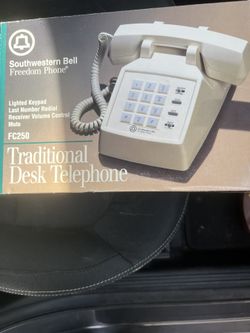 Southwestern Bell
Freedom Phone®
Lighted Keypad
Last Number Redial
Receiver Volume Control
Mute
FC250
Traditional
Desk Telephone